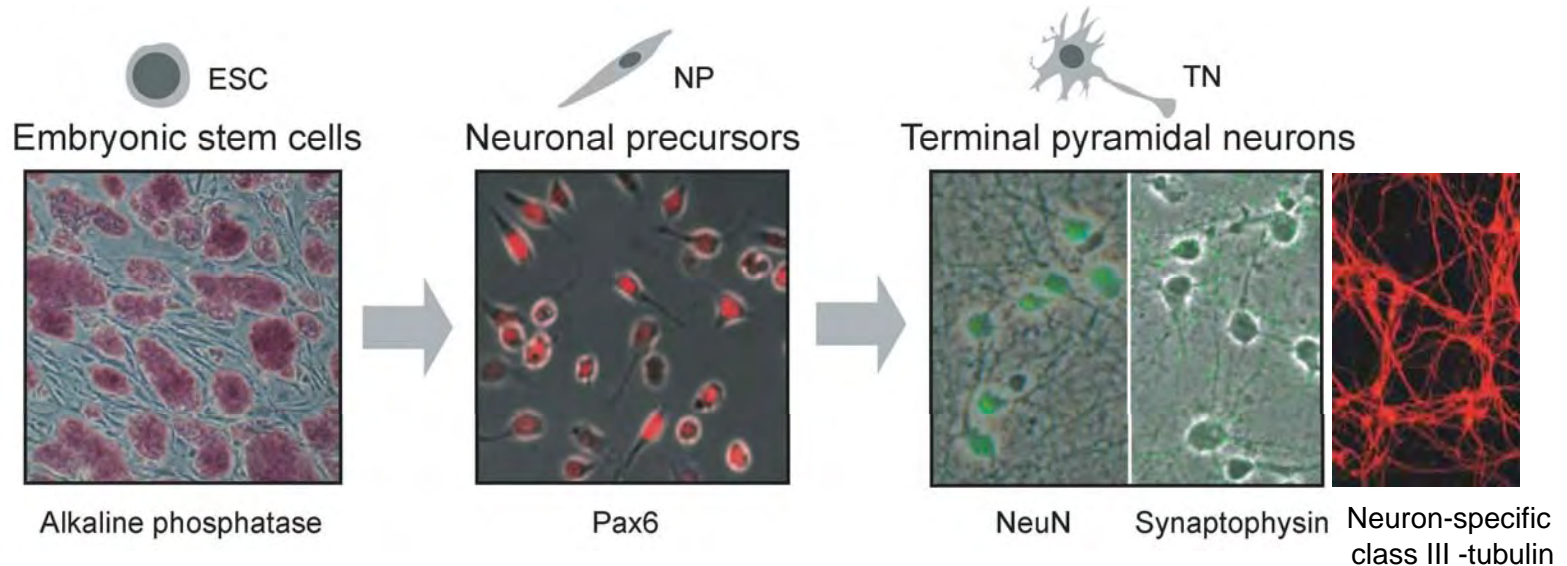 ESC
Embryonic stem cells
Alkaline phosphatase
NP
Neuronal precursors
Pax6
TN
Terminal pyramidal neurons
NeuN
Synaptophysin
Neuron-specific
class III -tubulin